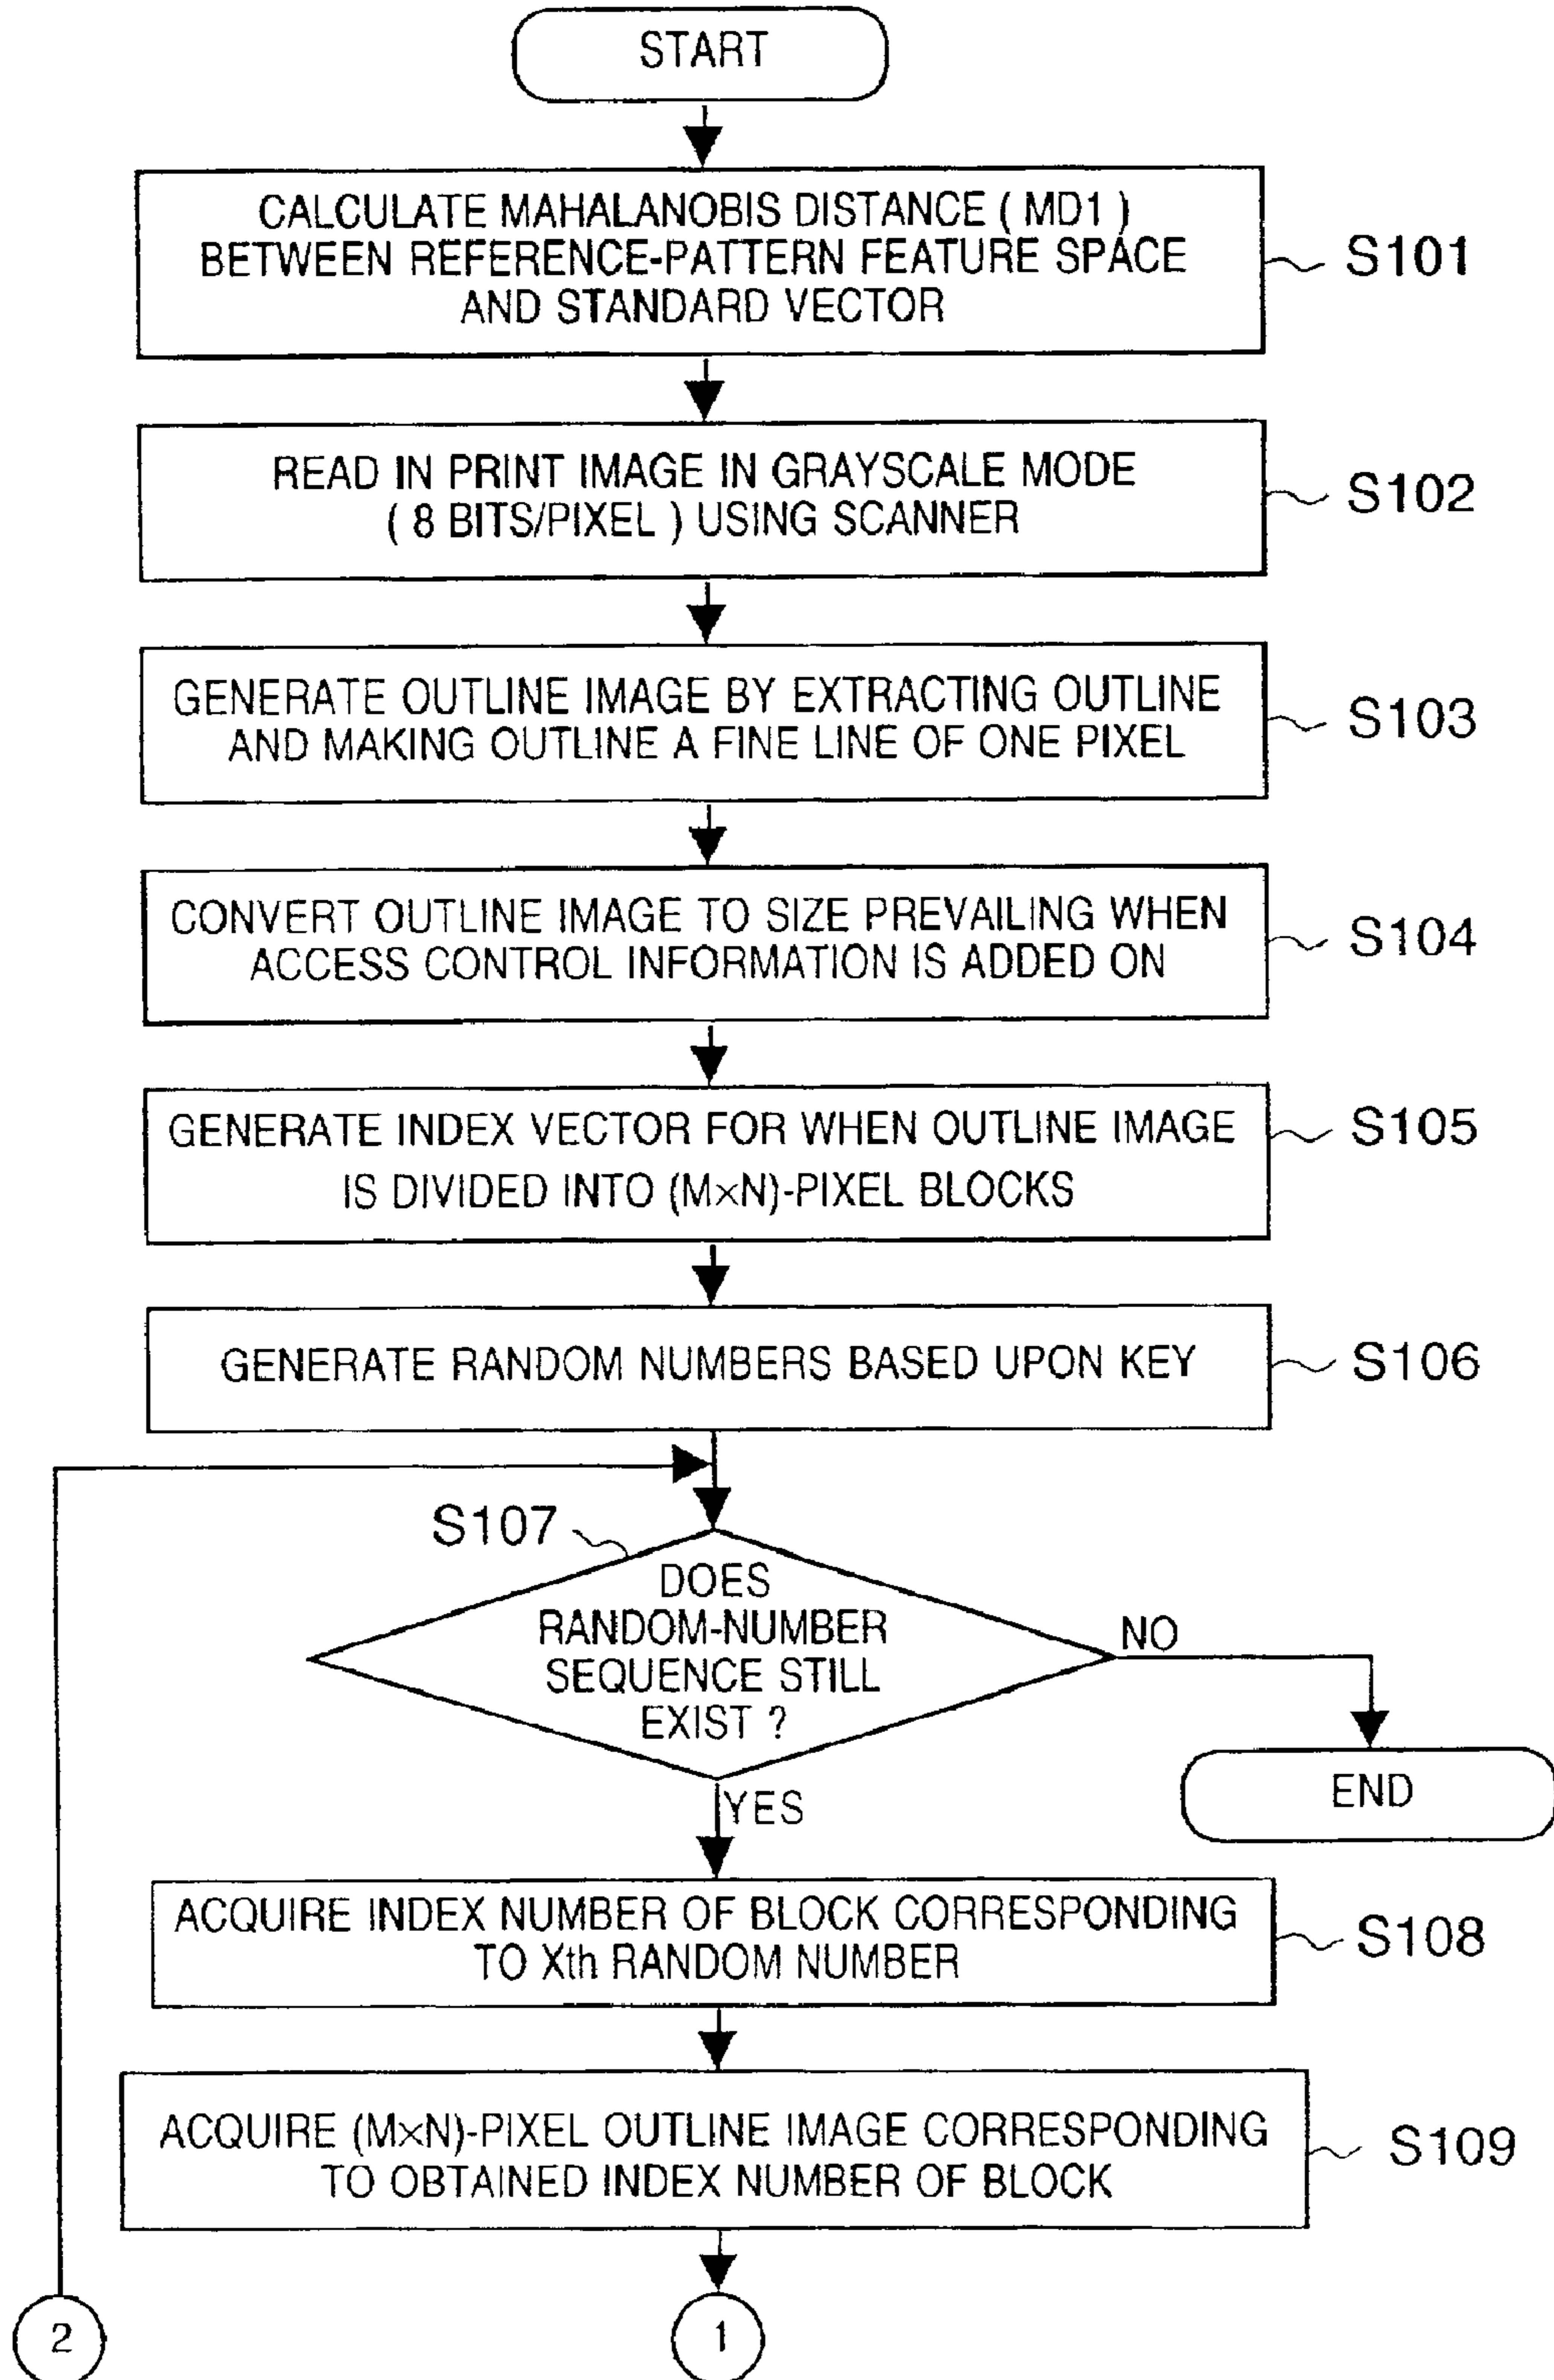 START
CALCULATE MAHALANOBIS DISTANCE ( MD1 )
BETWEEN REFERENCE-PATTERN FEATURE SPACE
AND STANDARD VECTOR
S101
READ IN PRINT IMAGE IN GRAYSCALE MODE
( 8 BITS/PIXEL ) USING SCANNER
S102
GENERATE OUTLINE IMAGE BY EXTRACTING OUTLINE
AND MAKING OUTLINE A FINE LINE OF ONE PIXEL
S103
CONVERT OUTLINE IMAGE TO SIZE PREVAILING WHEN
ACCESS CONTROL INFORMATION IS ADDED ON
S104
GENERATE INDEX VECTOR FOR WHEN OUTLINE IMAGE
IS DIVIDED INTO (M×N)-PIXEL BLOCKS
S105
GENERATE RANDOM NUMBERS BASED UPON KEY
S106
S107
DOES
RANDOM-NUMBER
SEQUENCE STILL
EXIST ?
NO
END
YES
ACQUIRE INDEX NUMBER OF BLOCK CORRESPONDING
TO Xth RANDOM NUMBER
S108
ACQUIRE (M×N)-PIXEL OUTLINE IMAGE CORRESPONDING
TO OBTAINED INDEX NUMBER OF BLOCK
S109
2
1